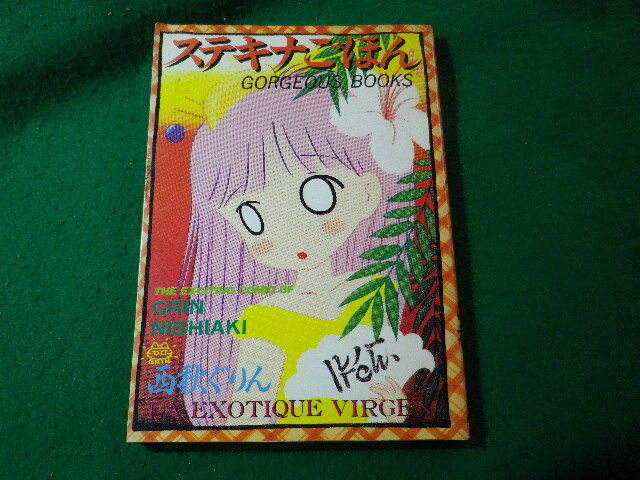 ステキナごほん
GORGEOUS BOOKS
THE EXCITING COMIC OF
GRIN
NISHIAKI
西秋ぐりん
LA EXOTIQUE VIRGEN